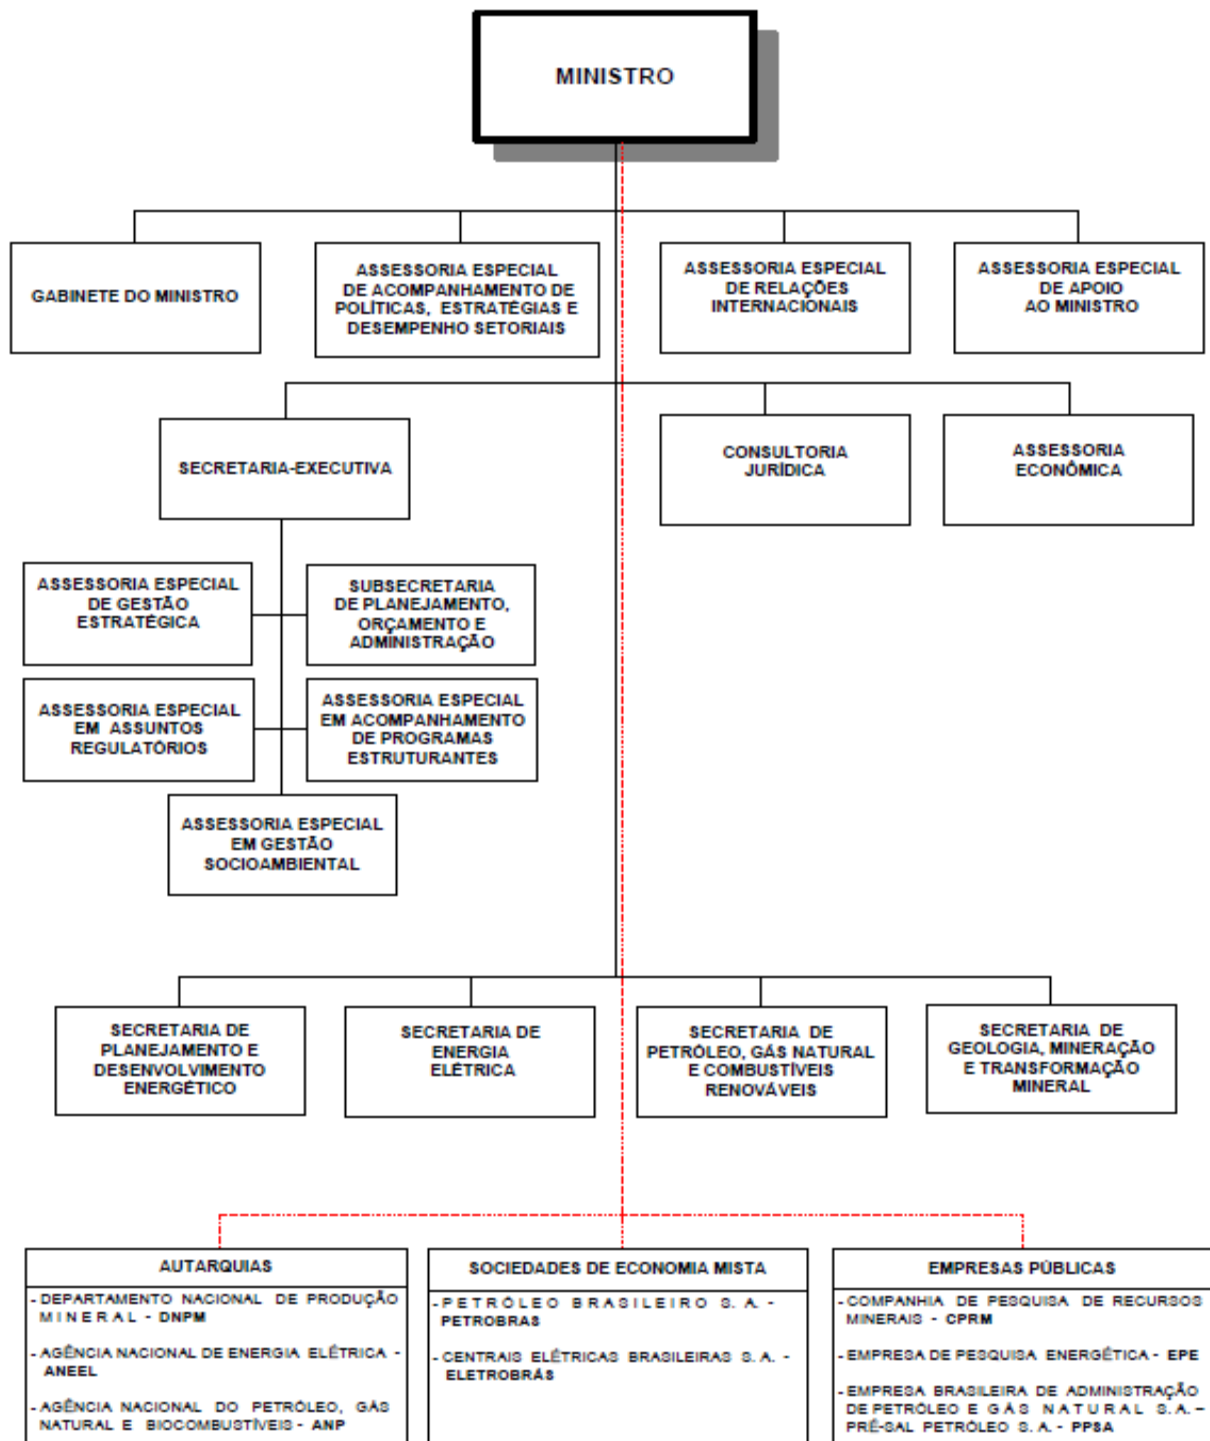 MINISTRO
GABINETE DO MINISTRO
ASSESSORIA ESPECIAL
DE ACOMPANHAMENTO DE
POLÍTICAS, ESTRATÉGIAS E
DESEMPENHO SETORIAIS
ASSESSORIA ESPECIAL
DE RELAÇÕES
INTERNACIONAIS
ASSESSORIA ESPECIAL
DE APOIO
AO MINISTRO
SECRETARIA-EXECUTIVA
CONSULTORIA
JURÍDICA
ASSESSORIA
ECONÔMICA
ASSESSORIA ESPECIAL
DE GESTÃO
ESTRATÉGICA
SUBSECRETARIA
DE PLANEJAMENTO,
ORÇAMENTO E
ADMINISTRAÇÃO
ASSESSORIA ESPECIAL
EM ASSUNTOS
REGULATÓRIOS
ASSESSORIA ESPECIAL
EM ACOMPANHAMENTO
DE PROGRAMAS
ESTRUTURANTES
ASSESSORIA ESPECIAL
EM GESTÃO
SOCIOAMBIENTAL
SECRETARIA DE
PLANEJAMENTO E
DESENVOLVIMENTO
ENERGÉTICO
SECRETARIA DE
ENERGIA
ELÉTRICA
SECRETARIA DE
PETRÓLEO, GÁS NATURAL
E COMBUSTÍVEIS
RENOVÁVEIS
SECRETARIA DE
GEOLOGIA, MINERAÇÃO
E TRANSFORMAÇÃO
MINERAL
AUTARQUIAS
- DEPARTAMENTO NACIONAL DE PRODUÇÃO
MINERAL - DNPM
- AGÊNCIA NACIONAL DE ENERGIA ELÉTRICA -
ANEEL
- AGÊNCIA NACIONAL DO PETRÓLEO, GÁS
NATURAL E BIOCOMBUSTÍVEIS - ANP
SOCIEDADES DE ECONOMIA MISTA
- PETRÓLEO BRASILEIRO S. A. -
PETROBRAS
- CENTRAIS ELÉTRICAS BRASILEIRAS S. A. -
ELETROBRÁS
EMPRESAS PÚBLICAS
- COMPANHIA DE PESQUISA DE RECURSOS
MINERAIS - CPRM
- EMPRESA DE PESQUISA ENERGÉTICA - EPE
- EMPRESA BRASILEIRA DE ADMINISTRAÇÃO
DE PETRÓLEO E GÁS NATURAL S.A. –
PRÉ-SAL PETRÓLEO S. A. - PPSA